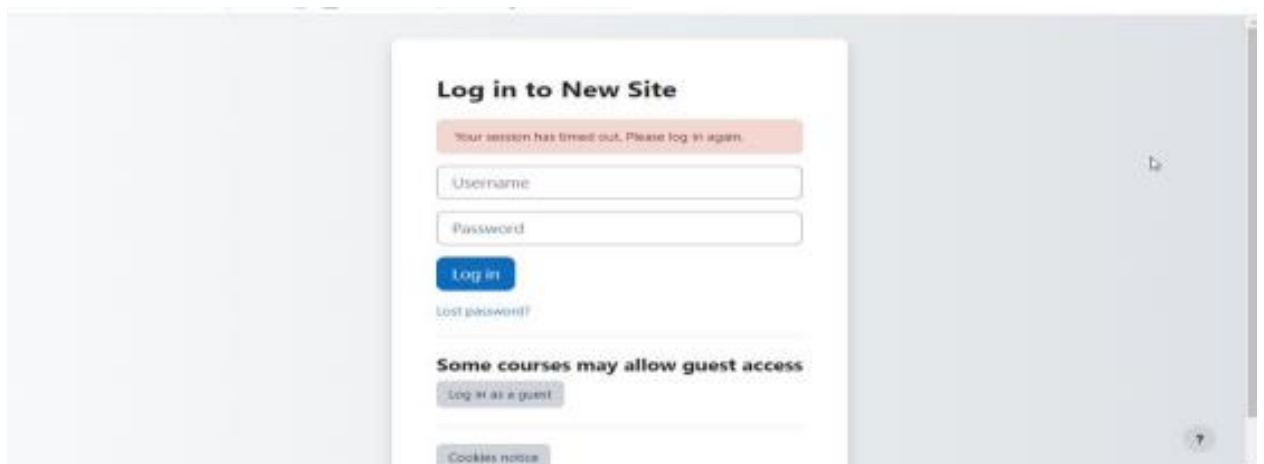 Log in to New Site
Your session has timed out. Please log in again.
Username
Password
Log in
Lost password?
Some courses may allow guest access
Log in as a guest
Cookies notice
?